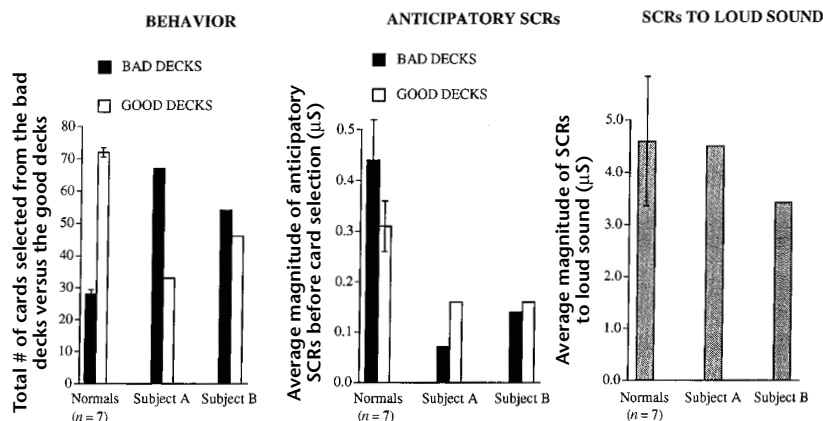 BEHAVIOR
BAD DECKS
GOOD DECKS
Total # of cards selected from the bad
decks versus the good decks
80
70
60
50
40
30
20
10
0
Normals
(n = 7)
Subject A
Subject B
ANTICIPATORY SCRs
BAD DECKS
GOOD DECKS
Average magnitude of anticipatory
SCRs before card selection (μS)
0.5
0.4
0.3
0.2
0.1
0.0
Normals
(n = 7)
Subject A
Subject B
SCRs TO LOUD SOUND
Average magnitude of SCRs
to loud sound (μS)
5.0
4.0
3.0
2.0
1.0
0.0
Normals
(n = 7)
Subject A
Subject B